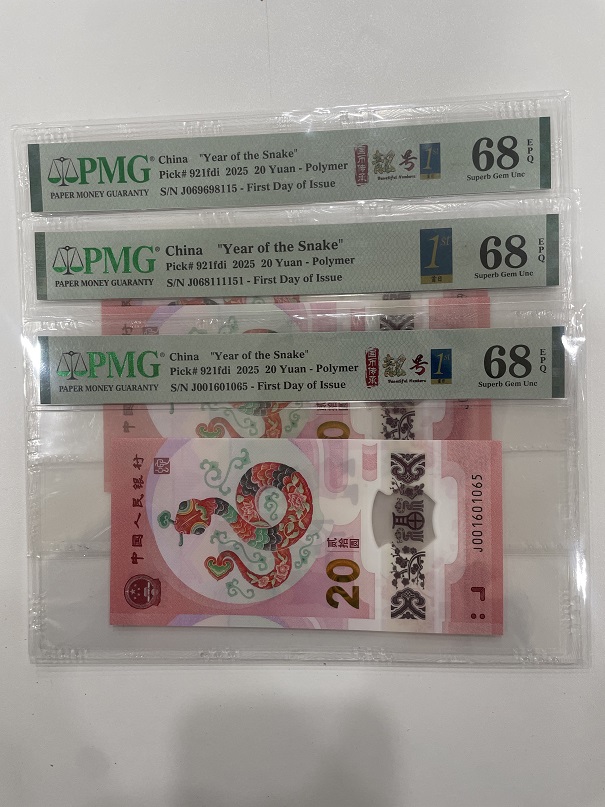 PMG®
PAPER MONEY GUARANTY
China "Year of the Snake"
Pick# 921fdi 2025 20 Yuan - Polymer
S/N J069698115 - First Day of Issue
靓号
Beautiful Numbers
1st
68 EPQ
Superb Gem Unc
PMG®
PAPER MONEY GUARANTY
China "Year of the Snake"
Pick# 921fdi 2025 20 Yuan - Polymer
S/N J068111151 - First Day of Issue
1st
68 EPQ
Superb Gem Unc
PMG®
PAPER MONEY GUARANTY
China "Year of the Snake"
Pick# 921fdi 2025 20 Yuan - Polymer
S/N J001601065 - First Day of Issue
靓号
Beautiful Numbers
1st
68 EPQ
Superb Gem Unc
中国人民银行
贰拾圆
20
J001601065